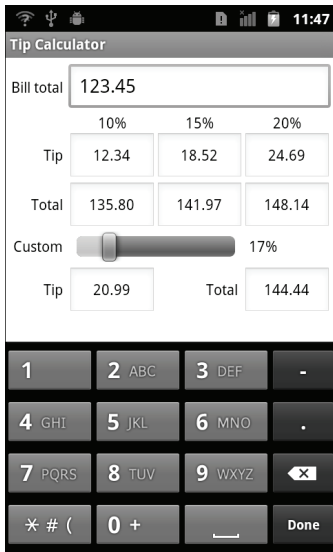 11:47
Tip Calculator
Bill total 123.45
10% 15% 20%
Tip 12.34 18.52 24.69
Total 135.80 141.97 148.14
Custom 17%
Tip 20.99 Total 144.44
1 2 ABC 3 DEF -
4 GHI 5 JKL 6 MNO .
7 PQRS 8 TUV 9 WXYZ
* # ( 0 + Done